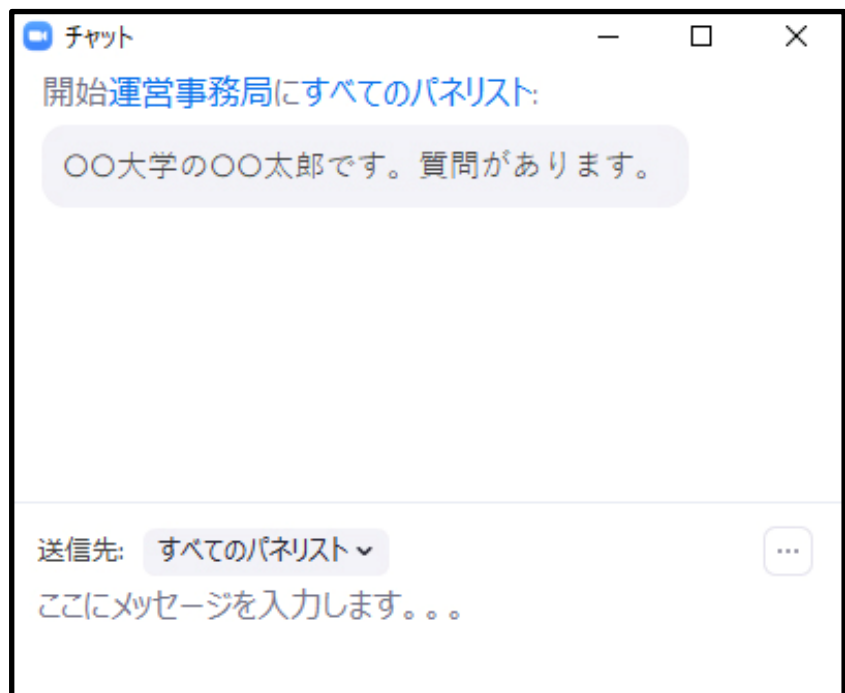 チャット
開始運営事務局にすべてのパネリスト:
〇〇大学の〇〇太郎です。質問があります。
送信先: すべてのパネリスト
ここにメッセージを入力します。。。